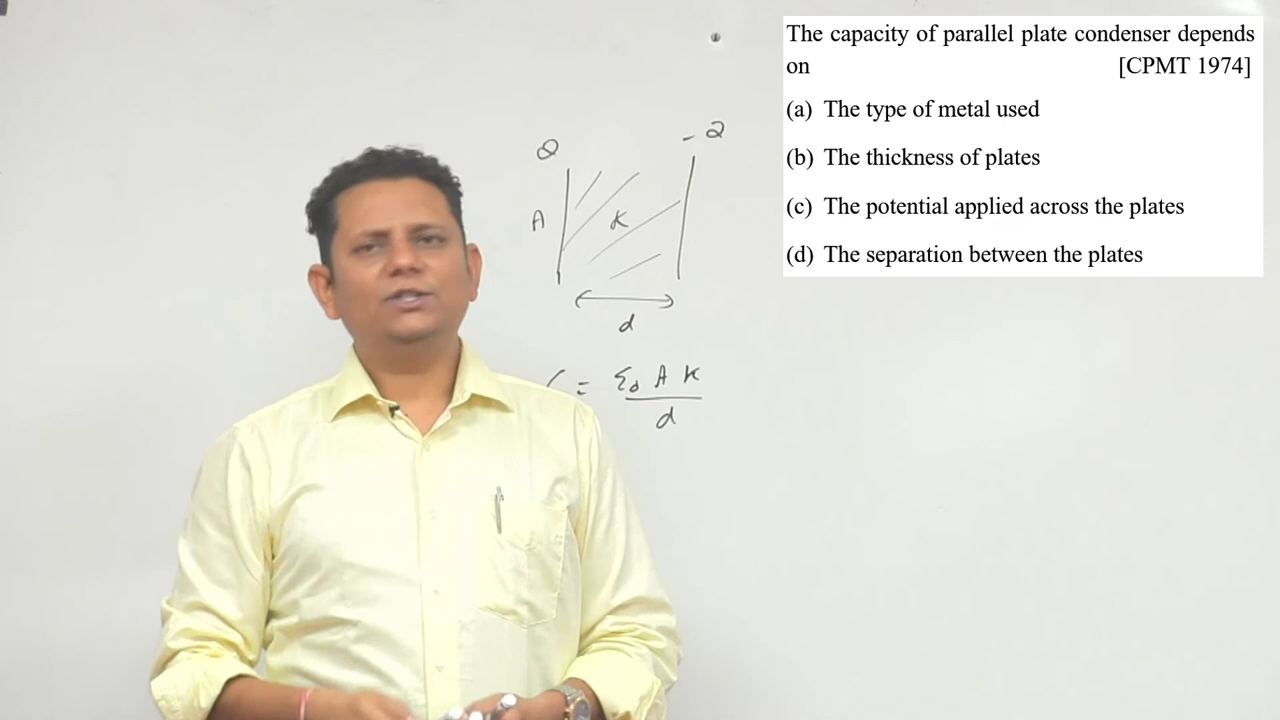 The capacity of parallel plate condenser depends
on [CPMT 1974]
(a) The type of metal used
(b) The thickness of plates
(c) The potential applied across the plates
(d) The separation between the plates
Q - Q
A K
d
= ε₀ A K
d